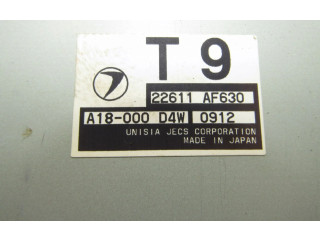 T 9
22611 AF630
A18-000 D4W 0912
UNISIA JECS CORPORATION
MADE IN JAPAN